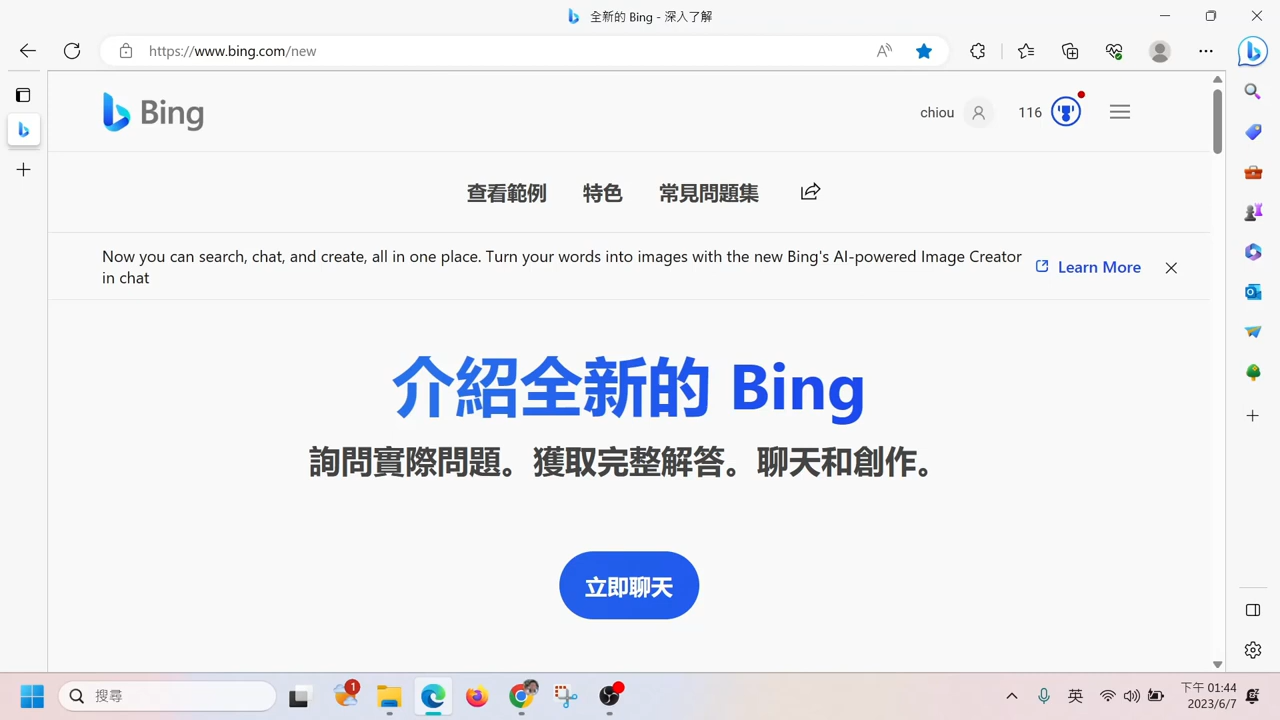 全新的 Bing - 深入了解
https://www.bing.com/new
Bing
chiou
116
查看範例 特色 常見問題集
Now you can search, chat, and create, all in one place. Turn your words into images with the new Bing's AI-powered Image Creator
in chat
Learn More
介紹全新的 Bing
詢問實際問題。獲取完整解答。聊天和創作。
立即聊天
搜尋
1
英
下午 01:44
2023/6/7